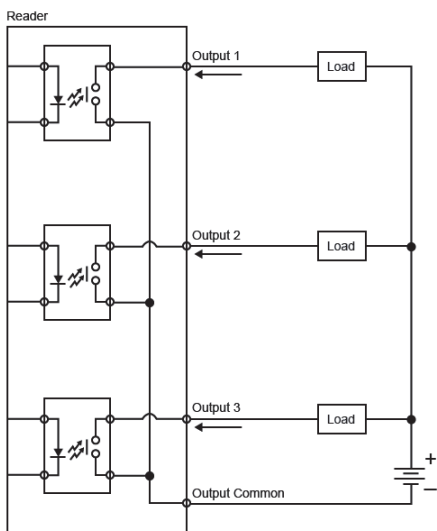 Reader
Output 1
Load
Output 2
Load
Output 3
Load
+
Output Common
−